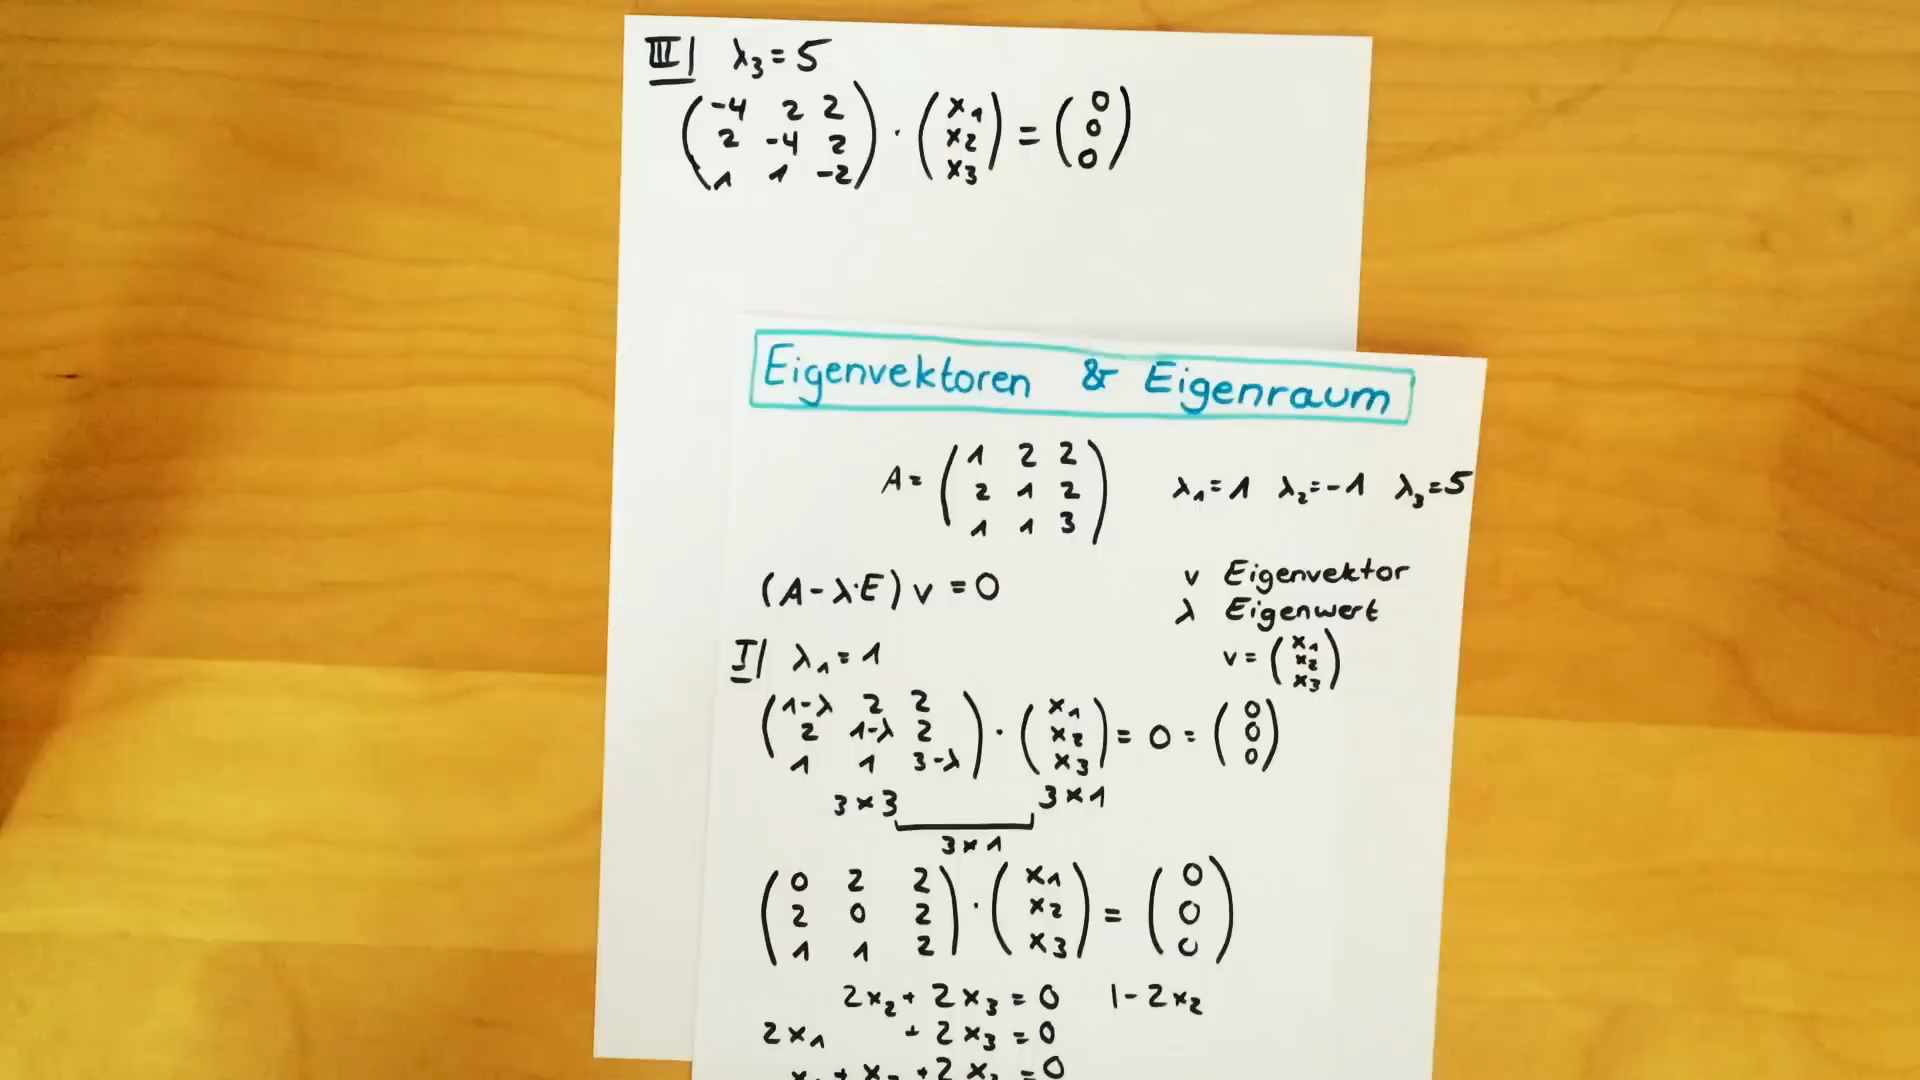 III| λ₃ = 5
(-4 2 2) (x₁) (0)
(2 -4 2) · (x₂) = (0)
(1 1 -2) (x₃) (0)
Eigenvektoren & Eigenraum
(1 2 2)
A = (2 1 2) λ₁ = 1 λ₂ = -1 λ₃ = 5
(1 1 3)
(A - λ·E) v = 0
v Eigenvektor
λ Eigenwert
v = (x₁ x₂ x₃)
I| λ₁ = 1
(1-λ 2 2) (x₁) (0)
(2 1-λ 2) · (x₂) = 0 = (0)
(1 1 3-λ) (x₃) (0)
3×3 3×1
3×1
(0 2 2) (x₁) (0)
(2 0 2) · (x₂) = (0)
(1 1 2) (x₃) (0)
2x₂ + 2x₃ = 0 |-2x₂
2x₁ + 2x₃ = 0
x₁ + x₂ + 2x₃ = 0